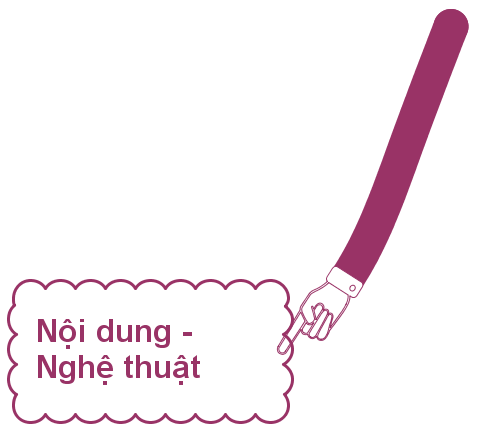 Nội dung -
Nghệ thuật